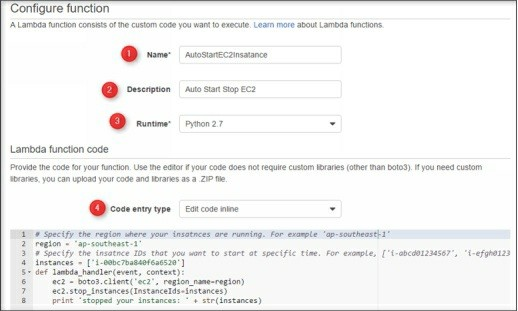 Configure function
A Lambda function consists of the custom code you want to execute. Learn more about Lambda functions.
1 Name* AutoStartEC2Insatance
2 Description Auto Start Stop EC2
3 Runtime* Python 2.7
Lambda function code
Provide the code for your function. Use the editor if your code does not require custom libraries (other than boto3). If you need custom
libraries, you can upload your code and libraries as a .ZIP file.
4 Code entry type Edit code inline
1 # Specify the region where your insatnces are running. For example 'ap-southeast-1'
2 region = 'ap-southeast-1'
3 # Specify the insatnce IDs that you want to start at specific time. For example, ['i-abcd01234567', 'i-efgh0123
4 instances = ['i-00bc7ba840f6a6520']
5 def lambda_handler(event, context):
6 ec2 = boto3.client('ec2', region_name=region)
7 ec2.stop_instances(InstanceIds=instances)
8 print 'stopped your instances: ' + str(instances)